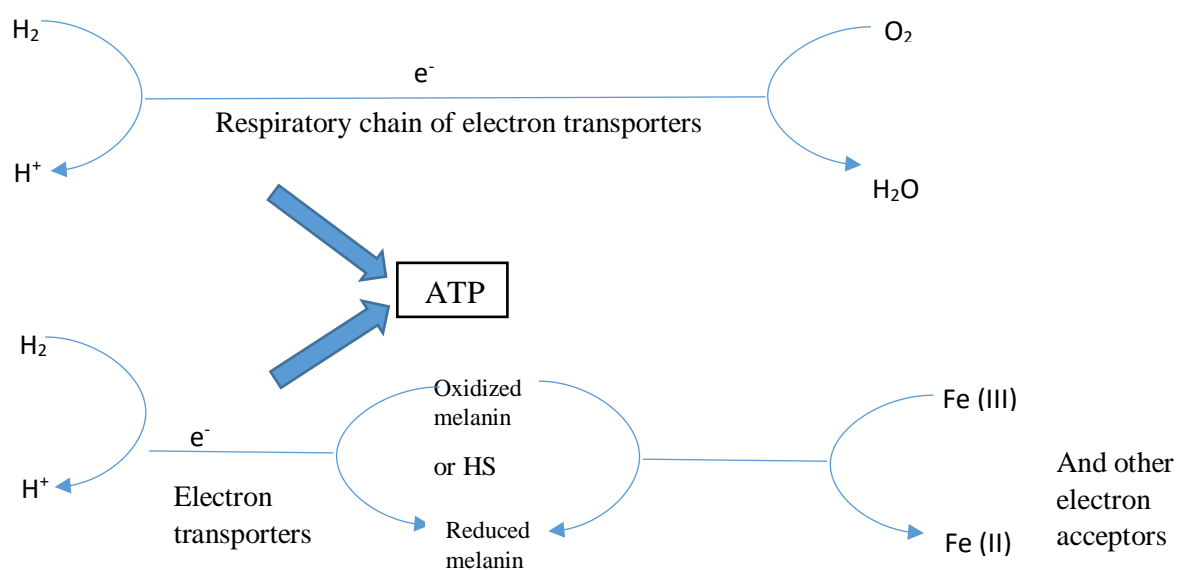 H₂
O₂
e⁻
Respiratory chain of electron transporters
H⁺
H₂O
ATP
H₂
Oxidized
melanin
or HS
Reduced
melanin
e⁻
Electron
transporters
H⁺
Fe (III)
Fe (II)
And other
electron
acceptors